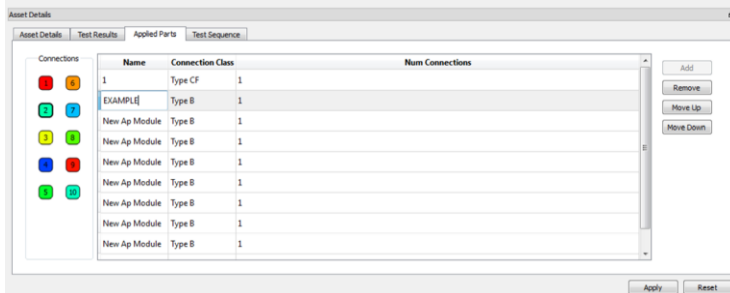 Asset Details
Asset Details Test Results Applied Parts Test Sequence
Connections
Name Connection Class Num Connections
1 6
2 7
3 8
4 9
5 10
1 Type CF 1
EXAMPLE Type B 1
New Ap Module Type B 1
New Ap Module Type B 1
New Ap Module Type B 1
New Ap Module Type B 1
New Ap Module Type B 1
New Ap Module Type B 1
New Ap Module Type B 1
Add
Remove
Move Up
Move Down
Apply Reset